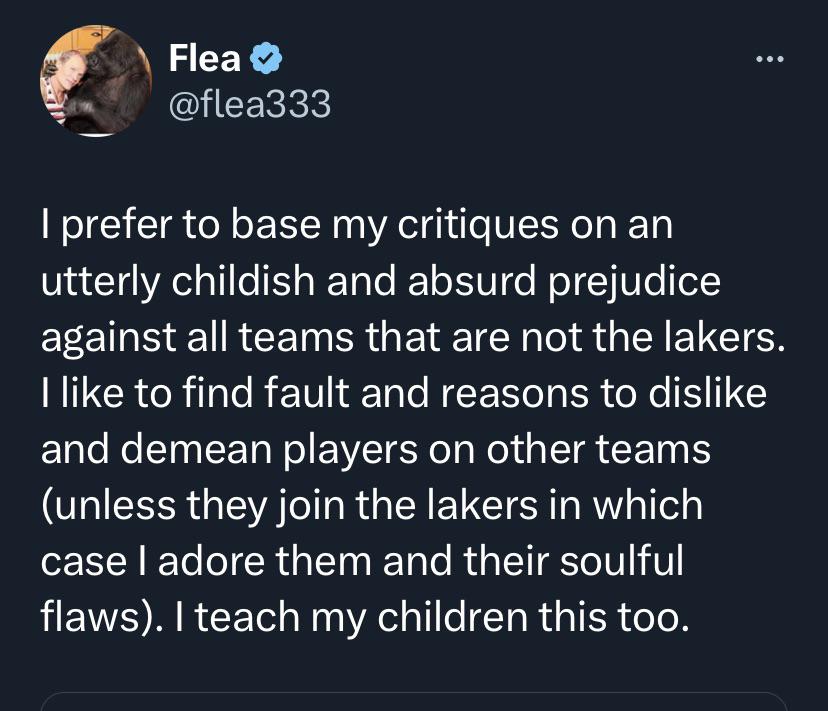 Flea
@flea333
I prefer to base my critiques on an
utterly childish and absurd prejudice
against all teams that are not the lakers.
I like to find fault and reasons to dislike
and demean players on other teams
(unless they join the lakers in which
case I adore them and their soulful
flaws). I teach my children this too.